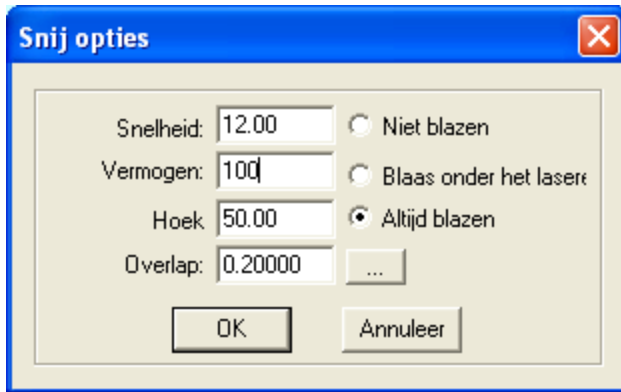 Snij opties
Snelheid: 12.00 Niet blazen
Vermogen: 100 Blaas onder het lasere
Hoek 50.00 Altijd blazen
Overlap: 0.20000 ...
OK Annuleer